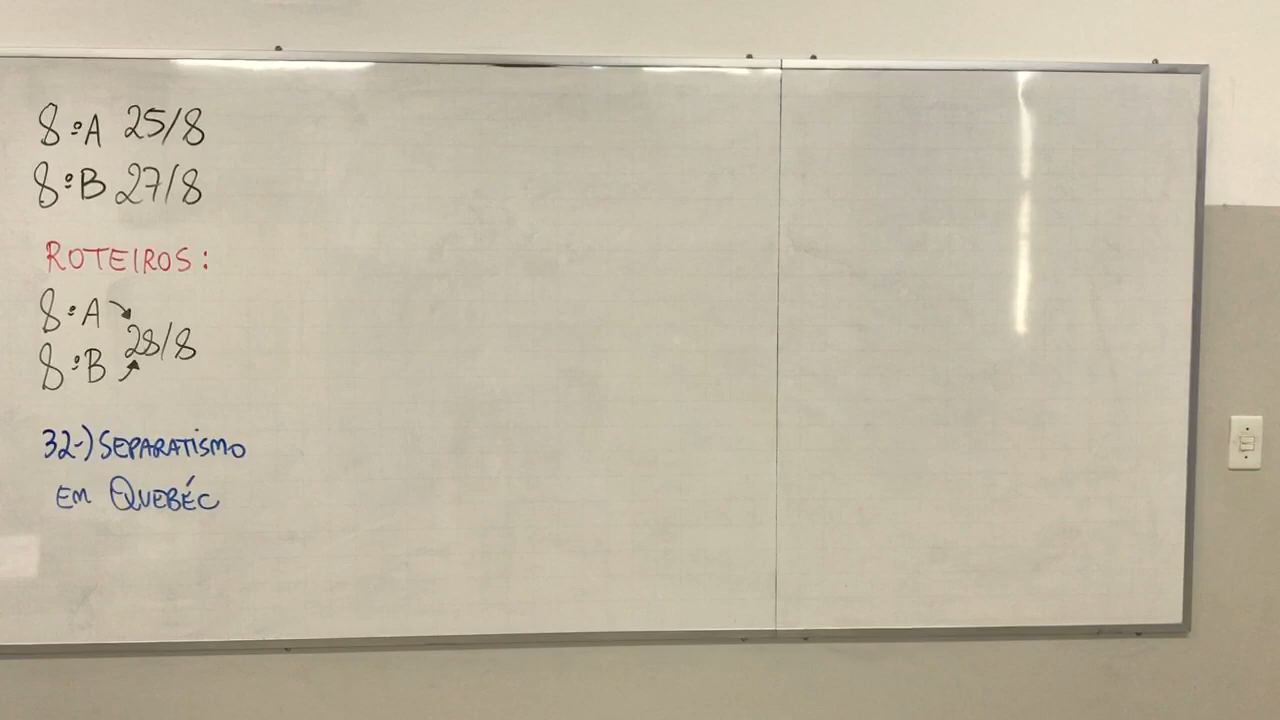 8ºA 25/8
8ºB 27/8
ROTEIROS:
8ºA
28/8
8ºB
32-) SEPARATISMO
EM QUEBÉC